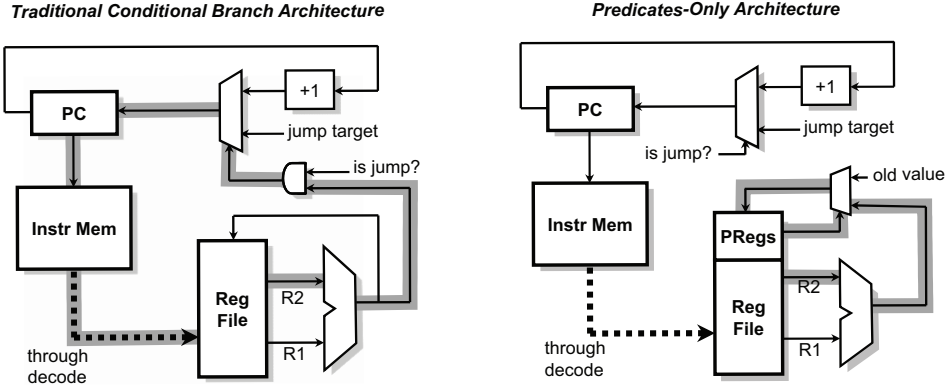 Traditional Conditional Branch Architecture
PC
+1
jump target
is jump?
Instr Mem
Reg
File
R2
R1
through
decode
Predicates-Only Architecture
PC
+1
jump target
is jump?
old value
Instr Mem
PRegs
Reg
File
R2
R1
through
decode